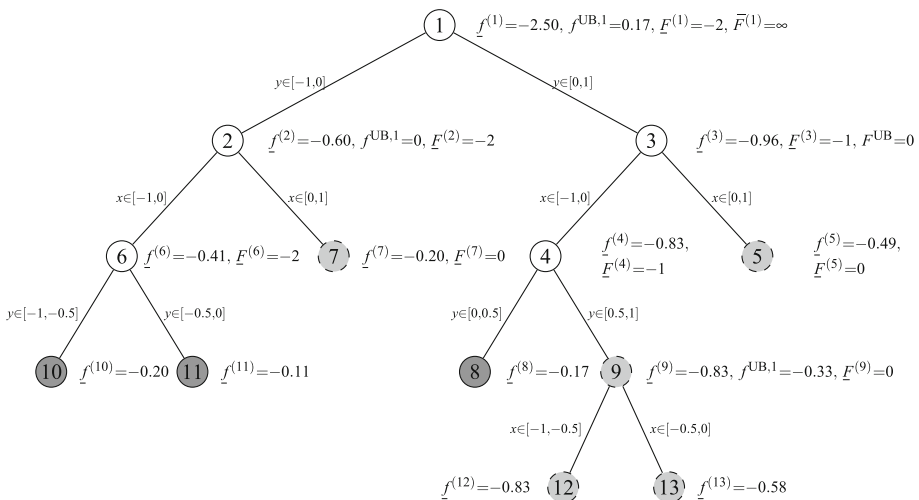 1 f̲⁽¹⁾=−2.50, fᵁᴮ,¹=0.17, F̲⁽¹⁾=−2, F̅⁽¹⁾=∞
y∈[−1,0] y∈[0,1]
2 f̲⁽²⁾=−0.60, fᵁᴮ,¹=0, F̲⁽²⁾=−2 3 f̲⁽³⁾=−0.96, F̲⁽³⁾=−1, Fᵁᴮ=0
x∈[−1,0] x∈[0,1] x∈[−1,0] x∈[0,1]
6 f̲⁽⁶⁾=−0.41, F̲⁽⁶⁾=−2 7 f̲⁽⁷⁾=−0.20, F̲⁽⁷⁾=0 4 f̲⁽⁴⁾=−0.83, 5 f̲⁽⁵⁾=−0.49,
F̲⁽⁴⁾=−1 F̲⁽⁵⁾=0
y∈[−1,−0.5] y∈[−0.5,0] y∈[0,0.5] y∈[0.5,1]
10 f̲⁽¹⁰⁾=−0.20 11 f̲⁽¹¹⁾=−0.11 8 f̲⁽⁸⁾=−0.17 9 f̲⁽⁹⁾=−0.83, fᵁᴮ,¹=−0.33, F̲⁽⁹⁾=0
x∈[−1,−0.5] x∈[−0.5,0]
f̲⁽¹²⁾=−0.83 12 13 f̲⁽¹³⁾=−0.58